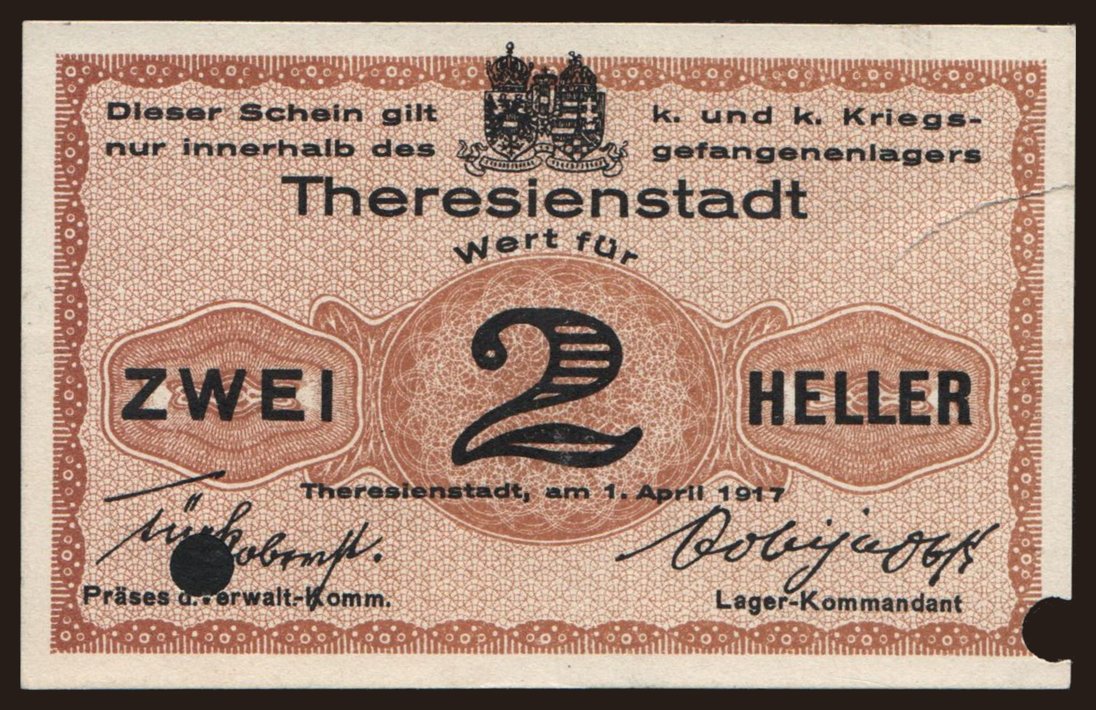 Dieser Schein gilt k. und k. Kriegs-
nur innerhalb des gefangenenlagers
Theresienstadt
Wert für
ZWEI 2 HELLER
Theresienstadt, am 1. April 1917
Präses d. Verwalt.-Komm. Lager-Kommandant